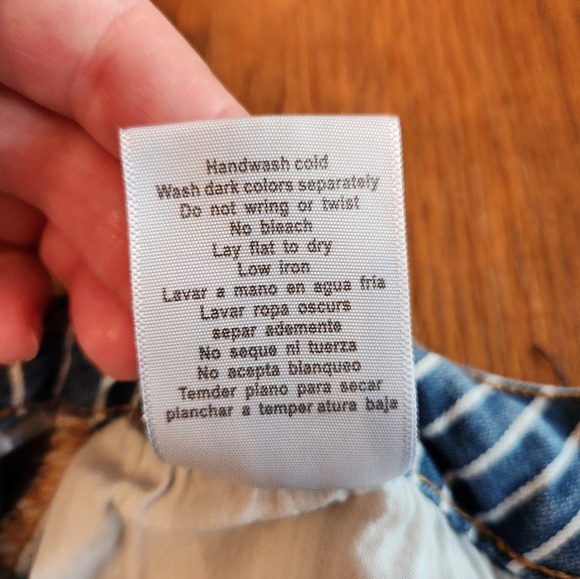 Handwash cold
Wash dark colors separately
Do not wring or twist
No bleach
Lay flat to dry
Low iron
Lavar a mano en agua fria
Lavar ropa oscurs
separ ademente
No seque ni tuerza
No acepta blanqueo
Temder plano para secar
planchar a temper atura baja